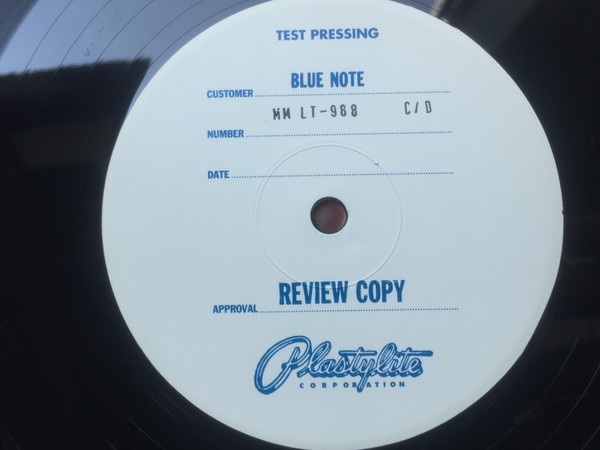 TEST PRESSING
CUSTOMER BLUE NOTE
NUMBER MM LT-988 C/D
DATE
APPROVAL REVIEW COPY
Plastylite
CORPORATION